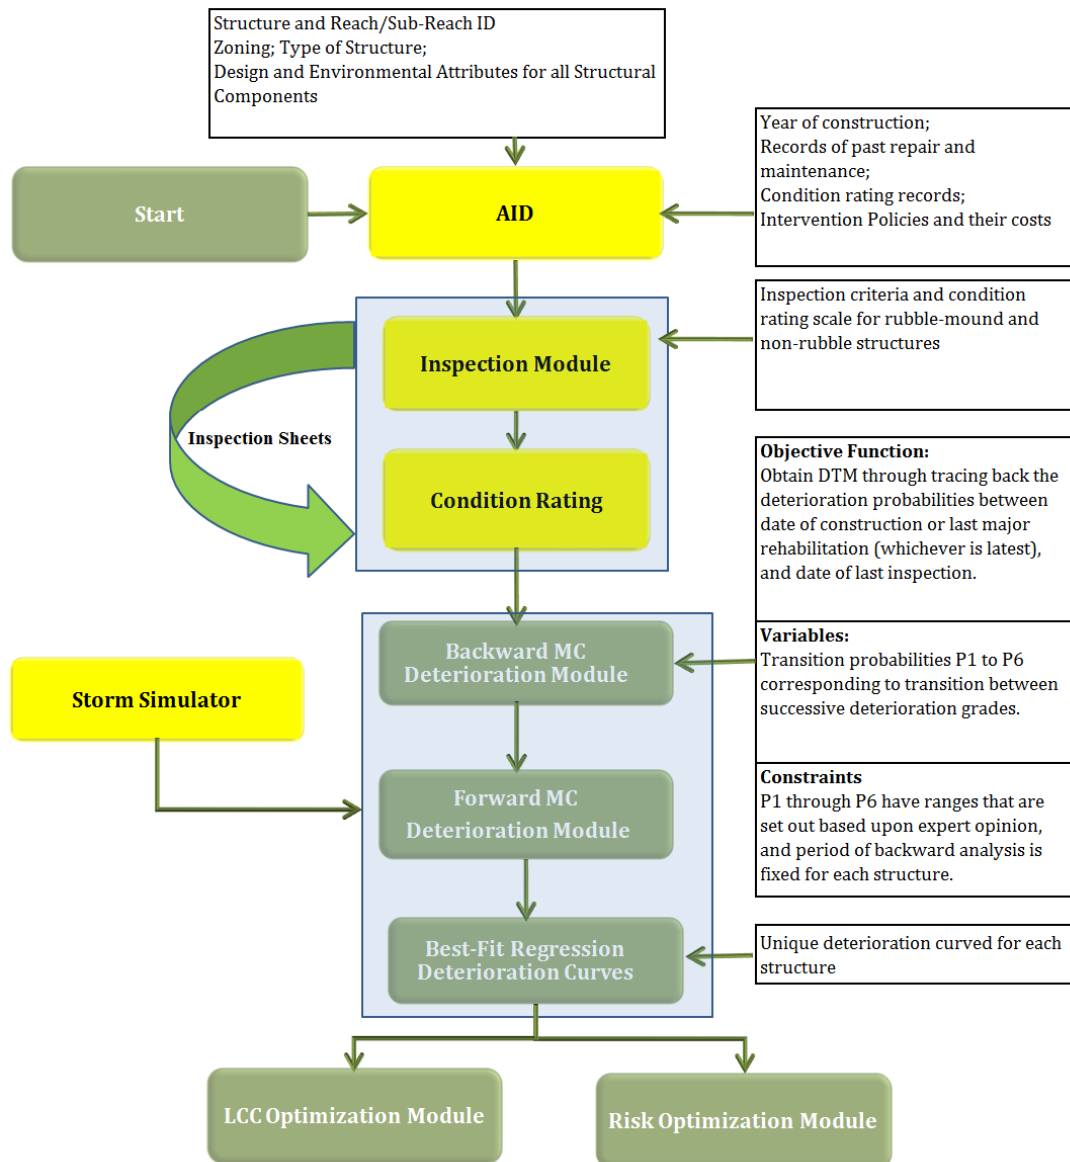 Structure and Reach/Sub-Reach ID
Zoning; Type of Structure;
Design and Environmental Attributes for all Structural
Components
Year of construction;
Records of past repair and
maintenance;
Condition rating records;
Intervention Policies and their costs
Start
AID
Inspection criteria and condition
rating scale for rubble-mound and
non-rubble structures
Inspection Module
Inspection Sheets
Condition Rating
Objective Function:
Obtain DTM through tracing back the
deterioration probabilities between
date of construction or last major
rehabilitation (whichever is latest),
and date of last inspection.
Backward MC
Deterioration Module
Variables:
Transition probabilities P1 to P6
corresponding to transition between
successive deterioration grades.
Storm Simulator
Forward MC
Deterioration Module
Constraints
P1 through P6 have ranges that are
set out based upon expert opinion,
and period of backward analysis is
fixed for each structure.
Best-Fit Regression
Deterioration Curves
Unique deterioration curved for each
structure
LCC Optimization Module
Risk Optimization Module